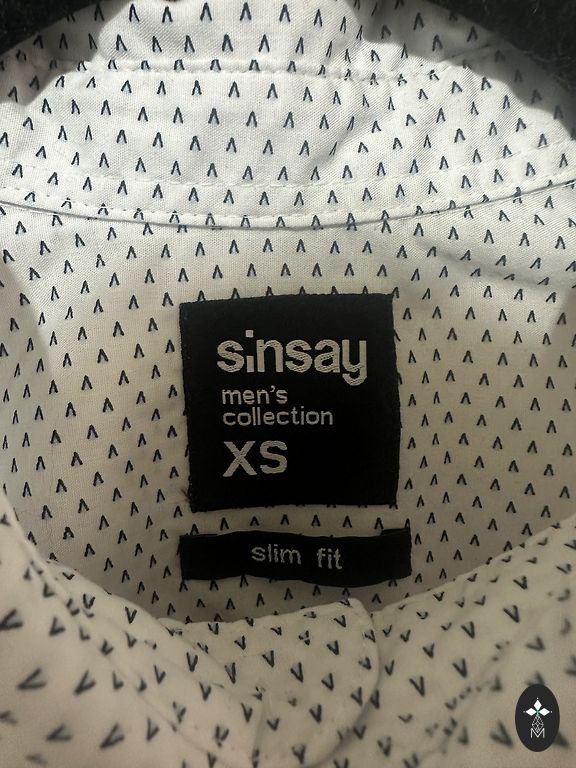 sinsay
men's
collection
XS
slim fit
M